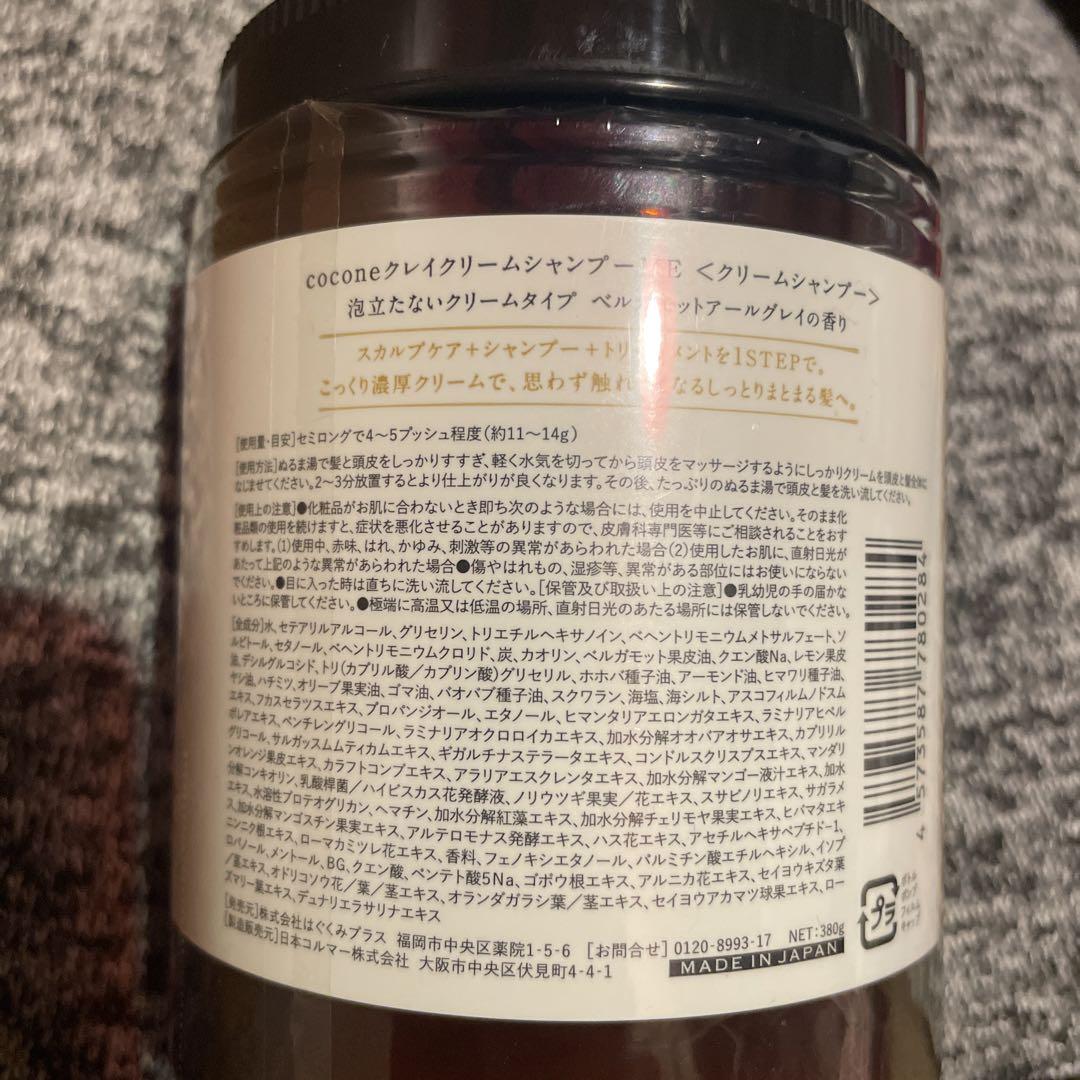 coconeクレイクリームシャンプー E <クリームシャンプー>
泡立たないクリームタイプ ベル ットアールグレイの香り
スカルプケア+シャンプー+トリ メントを1STEPで。
こっくり濃厚クリームで、思わず触れ なるしっとりまとまる髪へ。
[使用量・目安]セミロングで4〜5プッシュ程度(約11〜14g)
[使用方法]ぬるま湯で髪と頭皮をしっかりすすぎ、軽く水気を切ってから頭皮をマッサージするようにしっかりクリームを頭皮と髪全体に
なじませてください。2〜3分放置するとより仕上がりが良くなります。その後、たっぷりのぬるま湯で頭皮と髪を洗い流してください。
[使用上の注意]●化粧品がお肌に合わないとき即ち次のような場合には、使用を中止してください。そのまま化
粧品類の使用を続けますと、症状を悪化させることがありますので、皮膚科専門医等にご相談されることをおす
すめします。(1)使用中、赤味、はれ、かゆみ、刺激等の異常があらわれた場合(2)使用したお肌に、直射日光が
あたって上記のような異常があらわれた場合●傷やはれもの、湿疹等、異常がある部位にはお使いにならない
でください。●目に入った時は直ちに洗い流してください。[保管及び取扱い上の注意]●乳幼児の手の届かな
いところに保管してください。●極端に高温又は低温の場所、直射日光のあたる場所には保管しないでください。
[全成分]水、セテアリルアルコール、グリセリン、トリエチルヘキサノイン、ベヘントリモニウムメトサルフェート、ソ
ルビトール、セタノール、ベヘントリモニウムクロリド、炭、カオリン、ベルガモット果皮油、クエン酸Na、レモン果皮
油、デシルグルコシド、トリ(カプリル酸/カプリン酸)グリセリル、ホホバ種子油、アーモンド油、ヒマワリ種子油、
ヤシ油、ハチミツ、オリーブ果実油、ゴマ油、バオバブ種子油、スクワラン、海塩、海シルト、アスコフィルムノドスム
エキス、フカスセラツスエキス、プロパンジオール、エタノール、ヒマンタリアエロンガタエキス、ラミナリアヒペル
ボレアエキス、ペンチレングリコール、ラミナリアオクロロイカエキス、加水分解オオバアオサエキス、カプリリル
グリコール、サルガッスムムティカムエキス、ギガルチナステラータエキス、コンドルスクリスプスエキス、マンダリ
ンオレンジ果皮エキス、カラフトコンブエキス、アラリアエスクレンタエキス、加水分解マンゴー液汁エキス、加水
分解コンキオリン、乳酸桿菌/ハイビスカス花発酵液、ノリウツギ果実/花エキス、スサビノリエキス、サガラメ
エキス、水溶性プロテオグリカン、ヘマチン、加水分解紅藻エキス、加水分解チェリモヤ果実エキス、ヒバマタエキ
ス、加水分解マンゴスチン果実エキス、アルテロモナス発酵エキス、ハス花エキス、アセチルヘキサペプチド-1、
ニンニク根エキス、ローマカミツレ花エキス、香料、フェノキシエタノール、パルミチン酸エチルヘキシル、イソプ
ロパノール、メントール、BG、クエン酸、ペンテト酸5Na、ゴボウ根エキス、アルニカ花エキス、セイヨウキズタ葉
/茎エキス、オドリコソウ花/葉/茎エキス、オランダガラシ葉/茎エキス、セイヨウアカマツ球果エキス、ロー
ズマリー葉エキス、デュナリエラサリナエキス
[発売元]株式会社はぐくみプラス 福岡市中央区薬院1-5-6 [お問合せ]0120-8993-17 NET:380g
[製造販売元]日本コルマー株式会社 大阪市中央区伏見町4-4-1
MADE IN JAPAN
4 573587 780284
プラ
ボトル
ポンプ
フィルム
キャップ